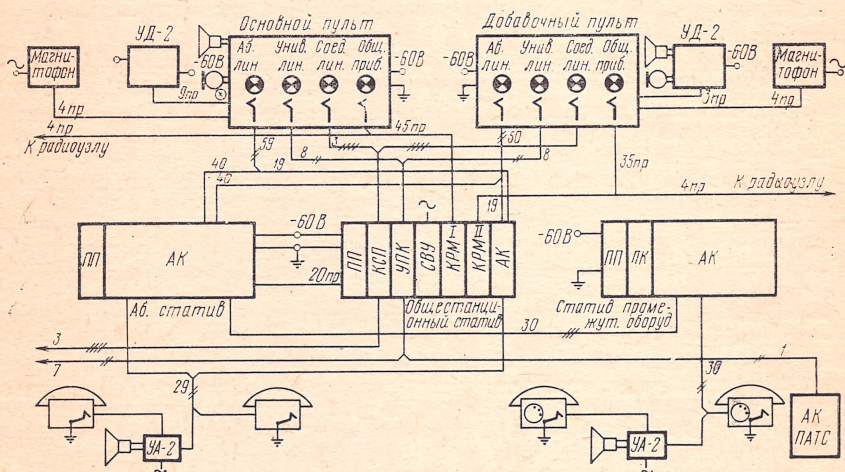 Основной пульт
Добавочный пульт
УД-2
УД-2
Магни-
тофон
-60В
Аб. Унив. Соед. Общ.
лин. лин. лин. приб.
-60В
-60В
Аб. Унив. Соед. Общ.
лин. лин. лин. приб.
-60В
Магни-
тофон
9пр
4пр
4пр
К радиоузлу
45пр
59
3
8
8
50
3пр
4пр
35пр
40
19
40
19
4пр
К радиоузлу
ПП
АК
-60В
20пр
ПП
КСП
УПК
СВУ
КРМ I
КРМ II
АК
-60В
ПП
ПК
АК
Аб. статив
Общестанци-
онный статив
Статив проме-
жут. оборуд
30
3
7
1
29
30
УА-2
УА-2
АК
ПАТС